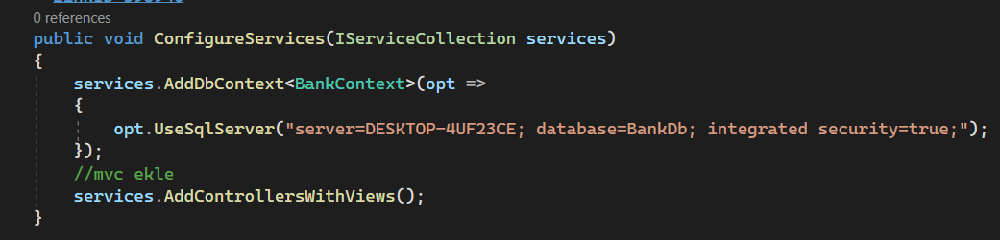 0 references
public void ConfigureServices(IServiceCollection services)
{
    services.AddDbContext<BankContext>(opt =>
    {
        opt.UseSqlServer("server=DESKTOP-4UF23CE; database=BankDb; integrated security=true;");
    });
    //mvc ekle
    services.AddControllersWithViews();
}